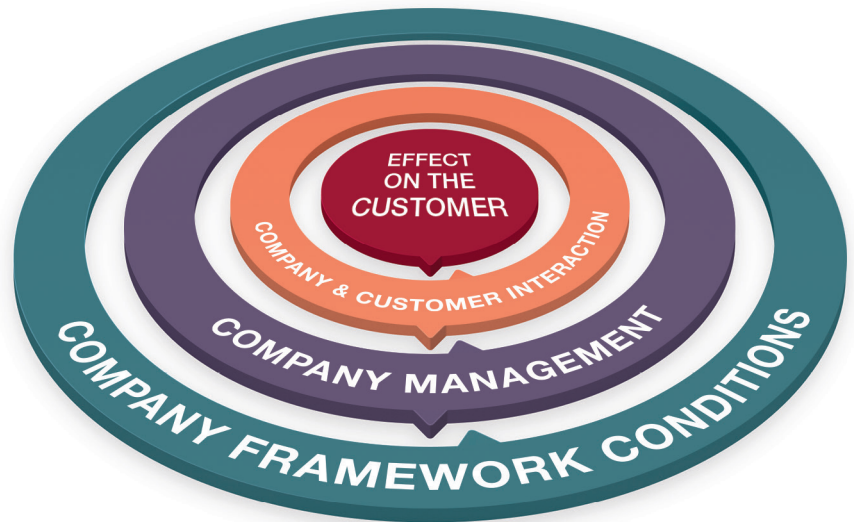 EFFECT
ON THE
CUSTOMER
COMPANY & CUSTOMER INTERACTION
COMPANY MANAGEMENT
COMPANY FRAMEWORK CONDITIONS